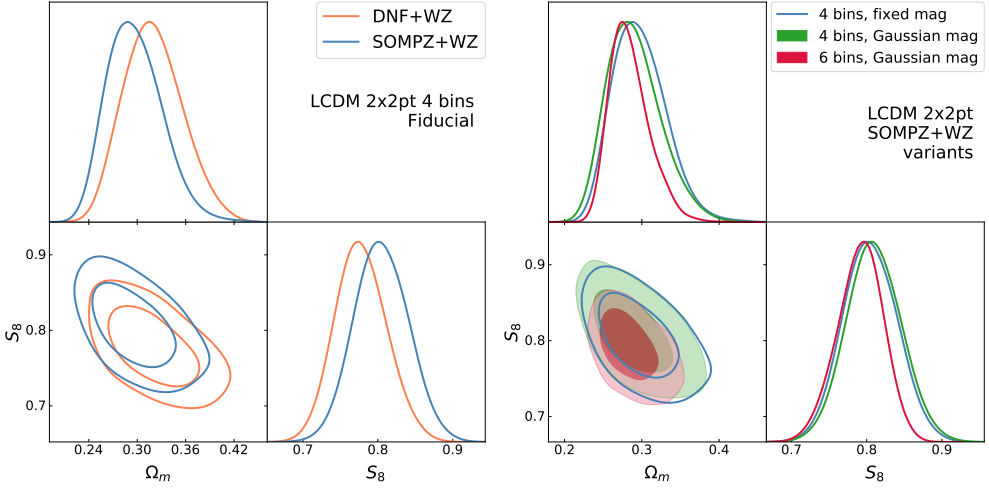 DNF+WZ
SOMPZ+WZ
LCDM 2x2pt 4 bins
Fiducial
0.9
0.8
0.7
S₈
0.24 0.30 0.36 0.42
Ωₘ
0.7 0.8 0.9
S₈
4 bins, fixed mag
4 bins, Gaussian mag
6 bins, Gaussian mag
LCDM 2x2pt
SOMPZ+WZ
variants
0.9
0.8
0.7
S₈
0.2 0.3 0.4
Ωₘ
0.7 0.8 0.9
S₈